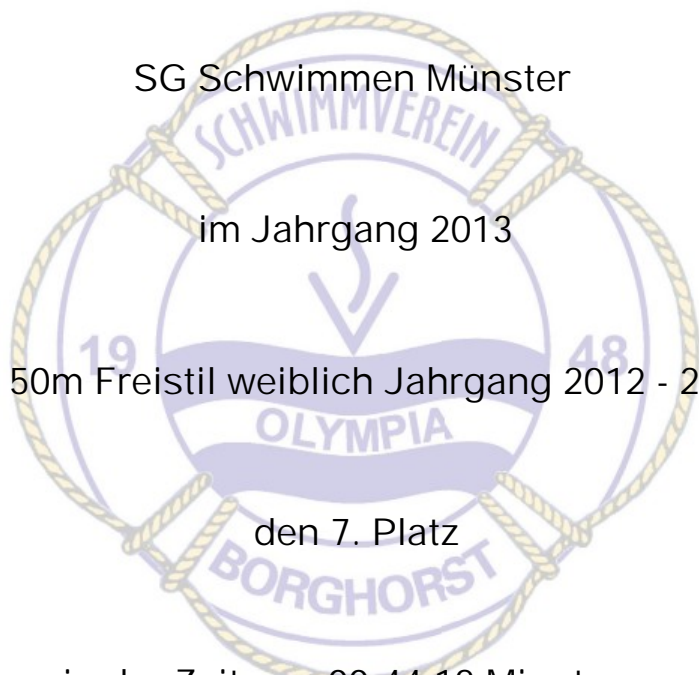 SG Schwimmen Münster
SCHWIMMVEREIN
im Jahrgang 2013
19 48
50m Freistil weiblich Jahrgang 2012 - 2
OLYMPIA
den 7. Platz
BORGHORST